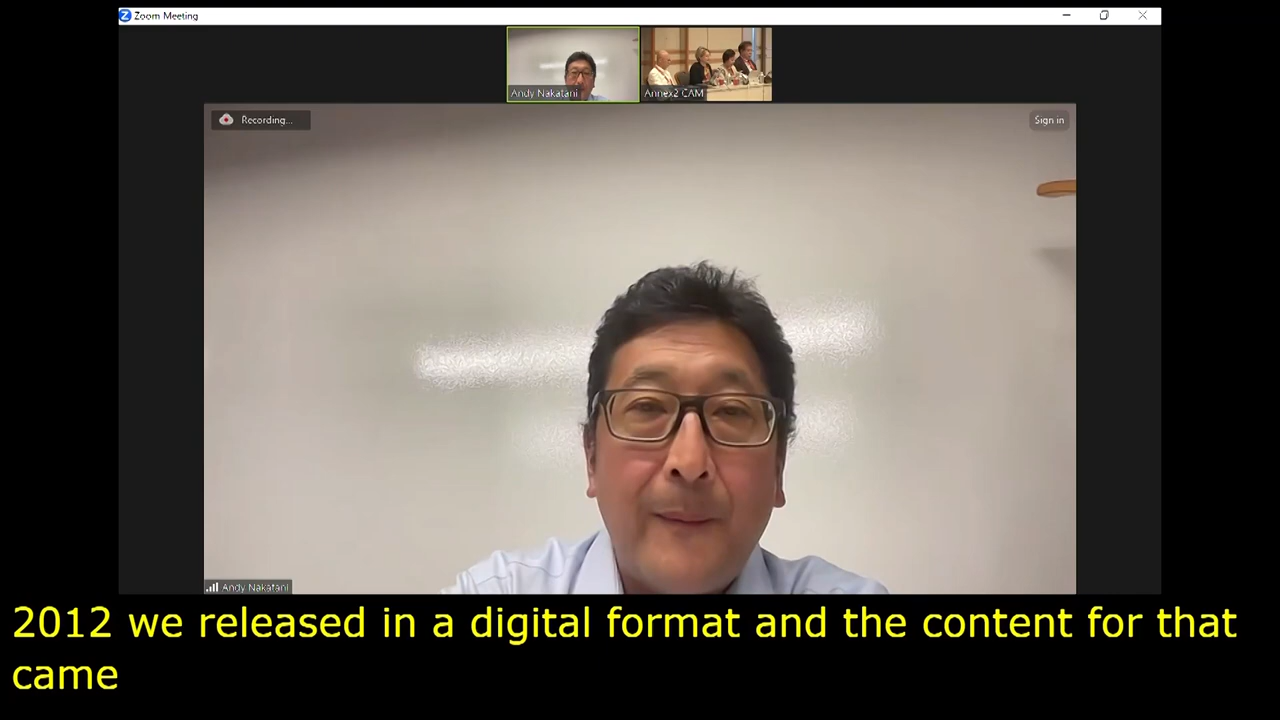 Zoom Meeting
Andy Nakatani
Annex2 CAM
Recording...
Sign in
Andy Nakatani
2012 we released in a digital format and the content for that
came